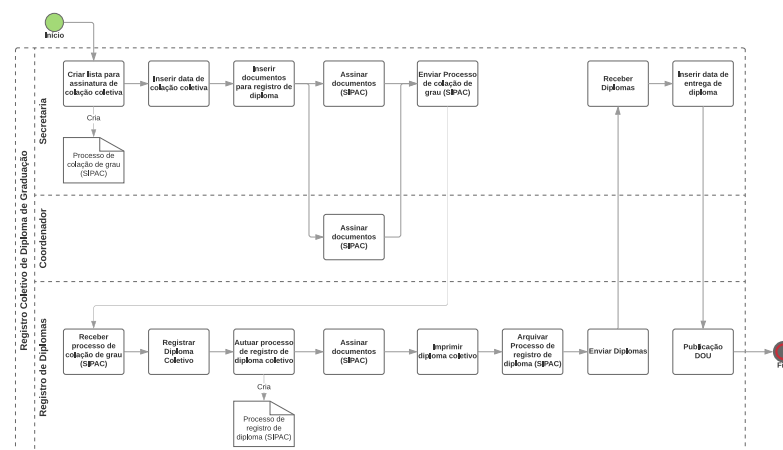 Início
Registro Coletivo de Diploma de Graduação
Secretaria
Criar lista para
assinatura de
colação coletiva
Inserir data de
colação coletiva
Inserir
documentos
para registro de
diploma
Assinar
documentos
(SIPAC)
Enviar Processo
de colação de
grau (SIPAC)
Receber
Diplomas
Inserir data de
entrega de
diploma
Cria
Processo de
colação de grau
(SIPAC)
Coordenador
Assinar
documentos
(SIPAC)
Registro de Diplomas
Receber
processo de
colação de grau
(SIPAC)
Registrar
Diploma
Coletivo
Autuar processo
de registro de
diploma coletivo
Assinar
documentos
(SIPAC)
Imprimir
diploma coletivo
Arquivar
Processo de
registro de
diploma (SIPAC)
Enviar Diplomas
Publicação
DOU
Cria
Processo de
registro de
diploma (SIPAC)